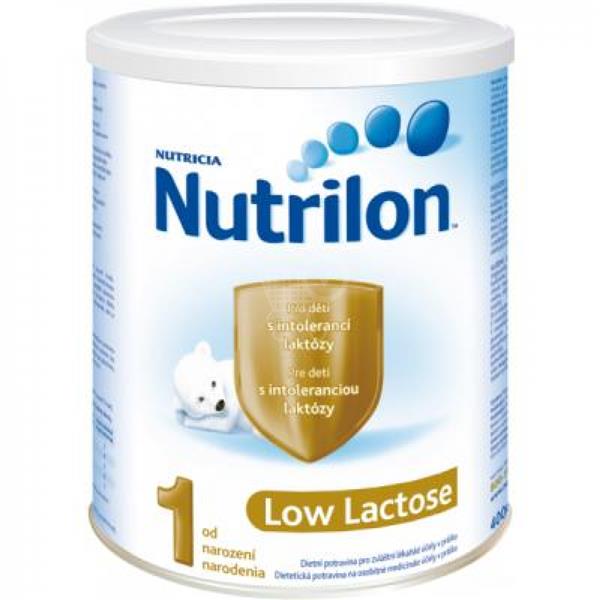 NUTRICIA
Nutrilon™
Pro děti
s intolerancí
laktózy
Pre deti
s intoleranciou
laktózy
1
od
narození
narodenia
Low Lactose
Dietní potravina pro zvláštní lékařské účely v prášku
Dietetická potravina na osobitné medicínske účely v prášku